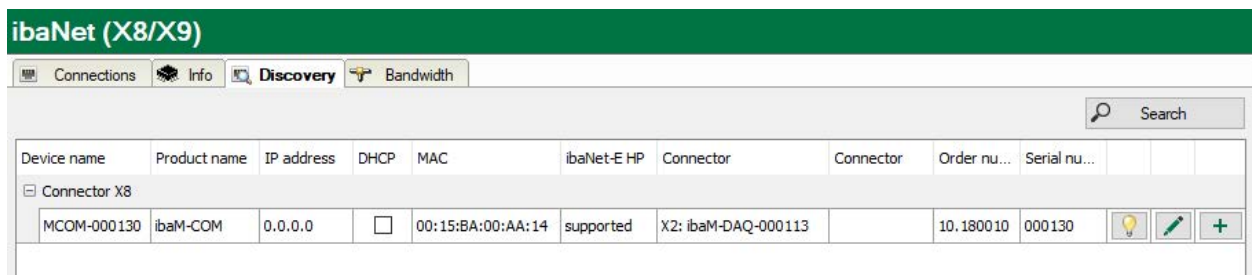 ibaNet (X8/X9)
Connections Info Discovery Bandwidth
Search
Device name Product name IP address DHCP MAC ibaNet-E HP Connector Connector Order nu... Serial nu...
Connector X8
MCOM-000130 ibaM-COM 0.0.0.0 00:15:BA:00:AA:14 supported X2: ibaM-DAQ-000113 10.180010 000130